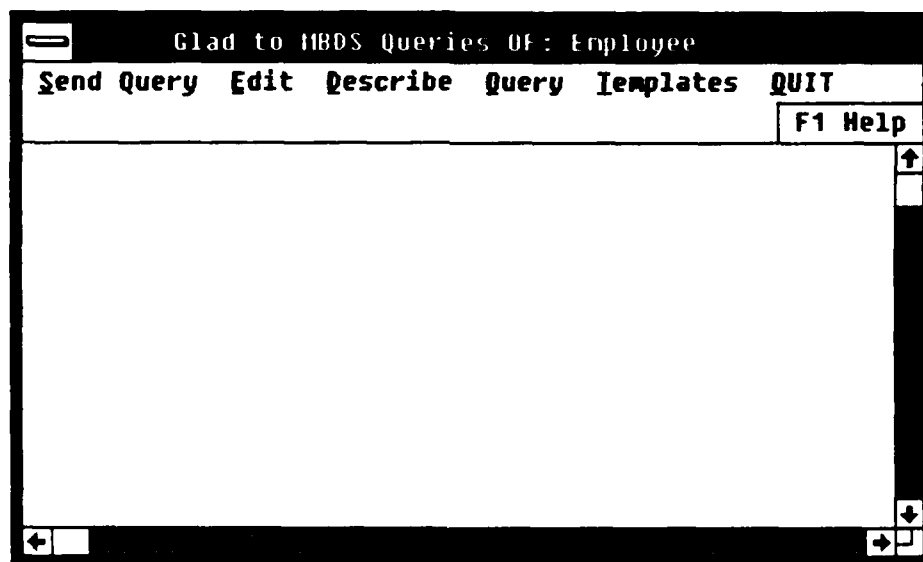 Glad to MBDS Queries OF: Employee
Send Query Edit Describe Query Templates QUIT
F1 Help